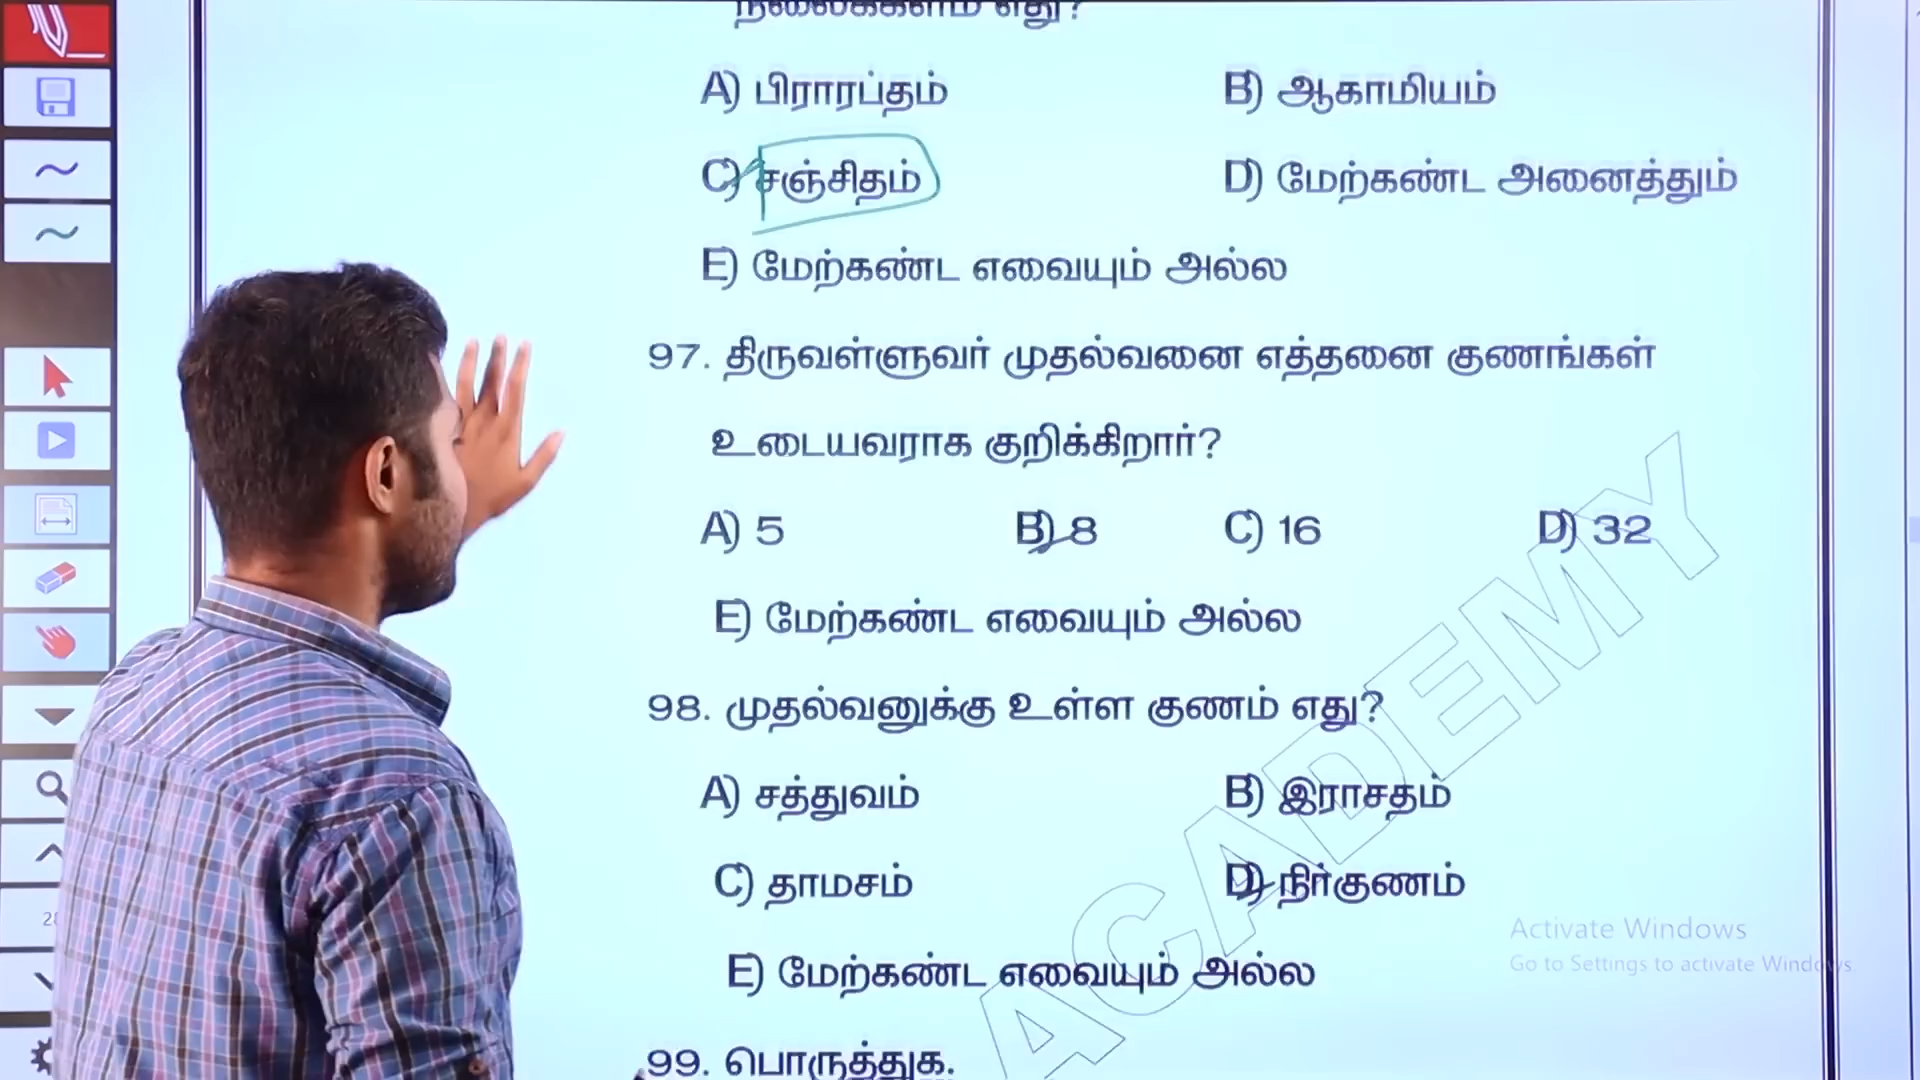 நிலைக்களம் எது?
A) பிராரப்தம் B) ஆகாமியம்
C) சஞ்சிதம் D) மேற்கண்ட அனைத்தும்
E) மேற்கண்ட எவையும் அல்ல
97. திருவள்ளுவர் முதல்வனை எத்தனை குணங்கள்
உடையவராக குறிக்கிறார்?
A) 5 B) 8 C) 16 D) 32
E) மேற்கண்ட எவையும் அல்ல
98. முதல்வனுக்கு உள்ள குணம் எது?
A) சத்துவம் B) இராசதம்
C) தாமசம் D) நிர்குணம்
E) மேற்கண்ட எவையும் அல்ல
99. பொருத்துக.
ACADEMY
Activate Windows
Go to Settings to activate Windows.